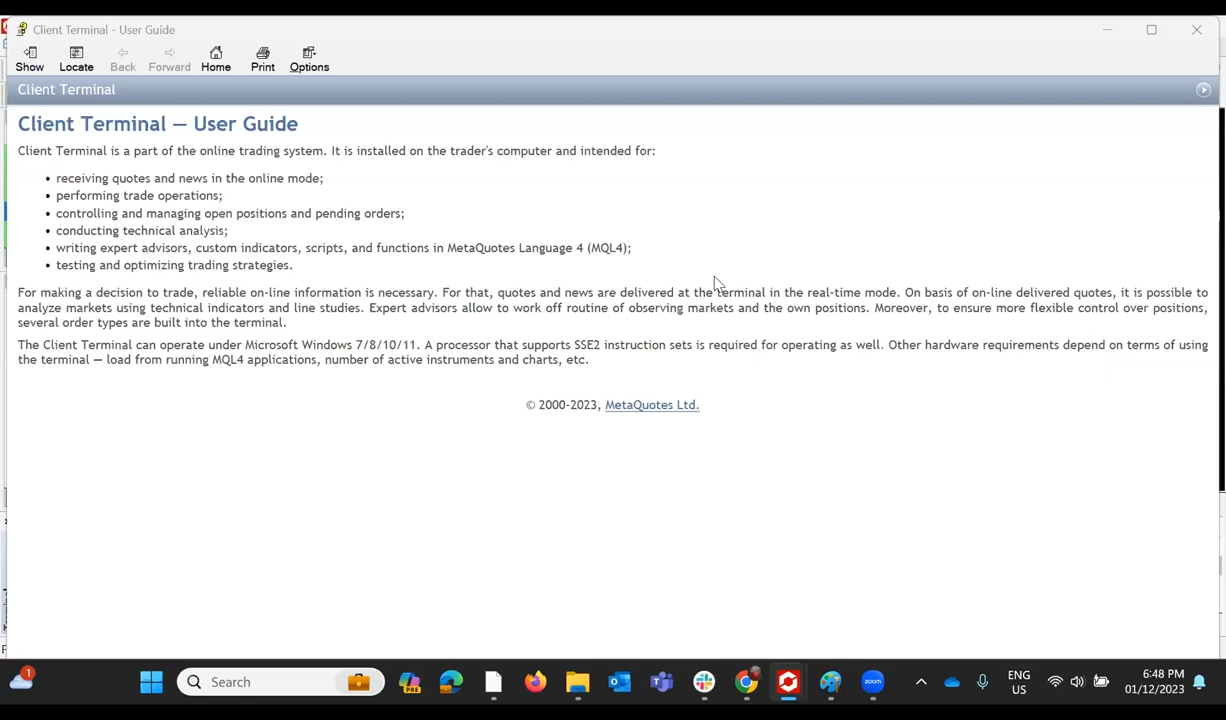 Client Terminal - User Guide
Show Locate Back Forward Home Print Options
Client Terminal
Client Terminal — User Guide
Client Terminal is a part of the online trading system. It is installed on the trader's computer and intended for:
• receiving quotes and news in the online mode;
• performing trade operations;
• controlling and managing open positions and pending orders;
• conducting technical analysis;
• writing expert advisors, custom indicators, scripts, and functions in MetaQuotes Language 4 (MQL4);
• testing and optimizing trading strategies.
For making a decision to trade, reliable on-line information is necessary. For that, quotes and news are delivered at the terminal in the real-time mode. On basis of on-line delivered quotes, it is possible to
analyze markets using technical indicators and line studies. Expert advisors allow to work off routine of observing markets and the own positions. Moreover, to ensure more flexible control over positions,
several order types are built into the terminal.
The Client Terminal can operate under Microsoft Windows 7/8/10/11. A processor that supports SSE2 instruction sets is required for operating as well. Other hardware requirements depend on terms of using
the terminal — load from running MQL4 applications, number of active instruments and charts, etc.
© 2000-2023, MetaQuotes Ltd.
1
Search
PRE
zoom
ENG
US
6:48 PM
01/12/2023